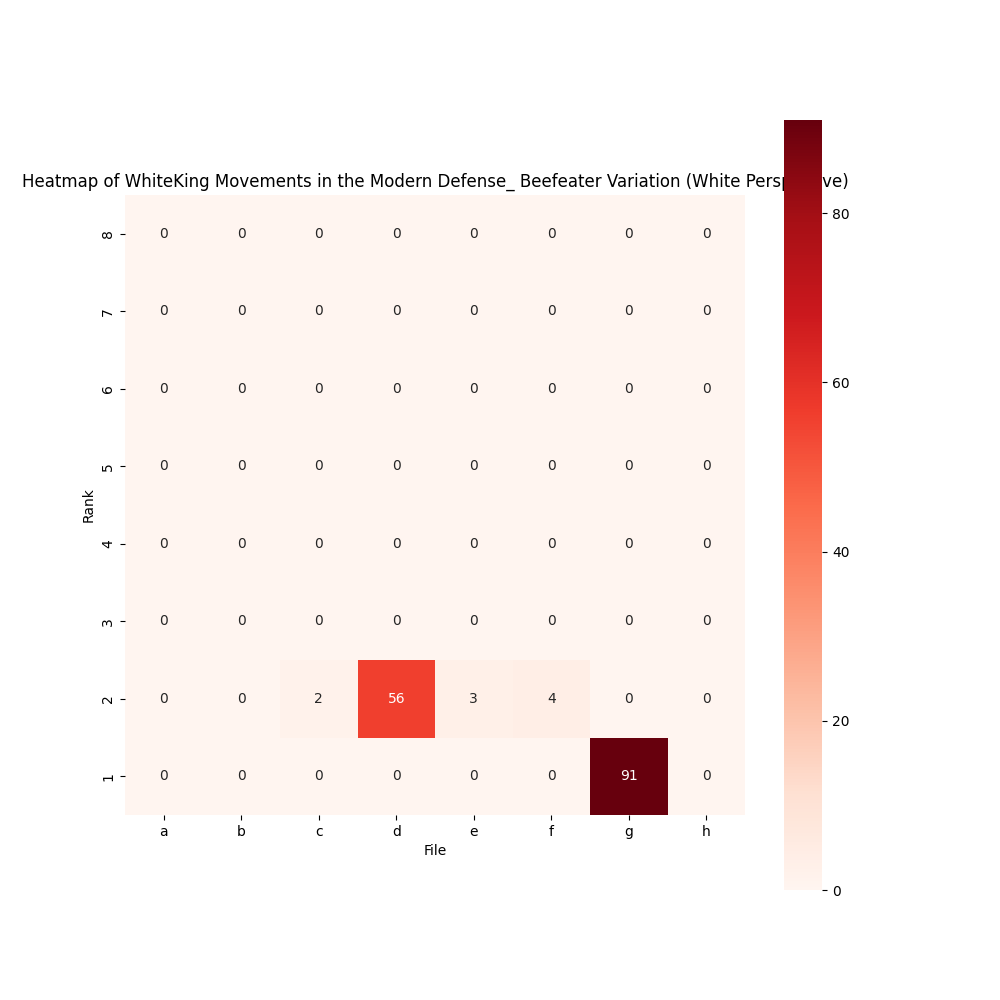 Heatmap of WhiteKing Movements in the Modern Defense_ Beefeater Variation (White Persp ve)
80
8 0 0 0 0 0 0 0 0
7 0 0 0 0 0 0 0 0
6 0 0 0 0 0 0 0 0
60
5 0 0 0 0 0 0 0 0
Rank
4 0 0 0 0 0 0 0 0
40
3 0 0 0 0 0 0 0 0
2 0 0 2 56 3 4 0 0
20
1 0 0 0 0 0 0 91 0
a b c d e f g h
File
0